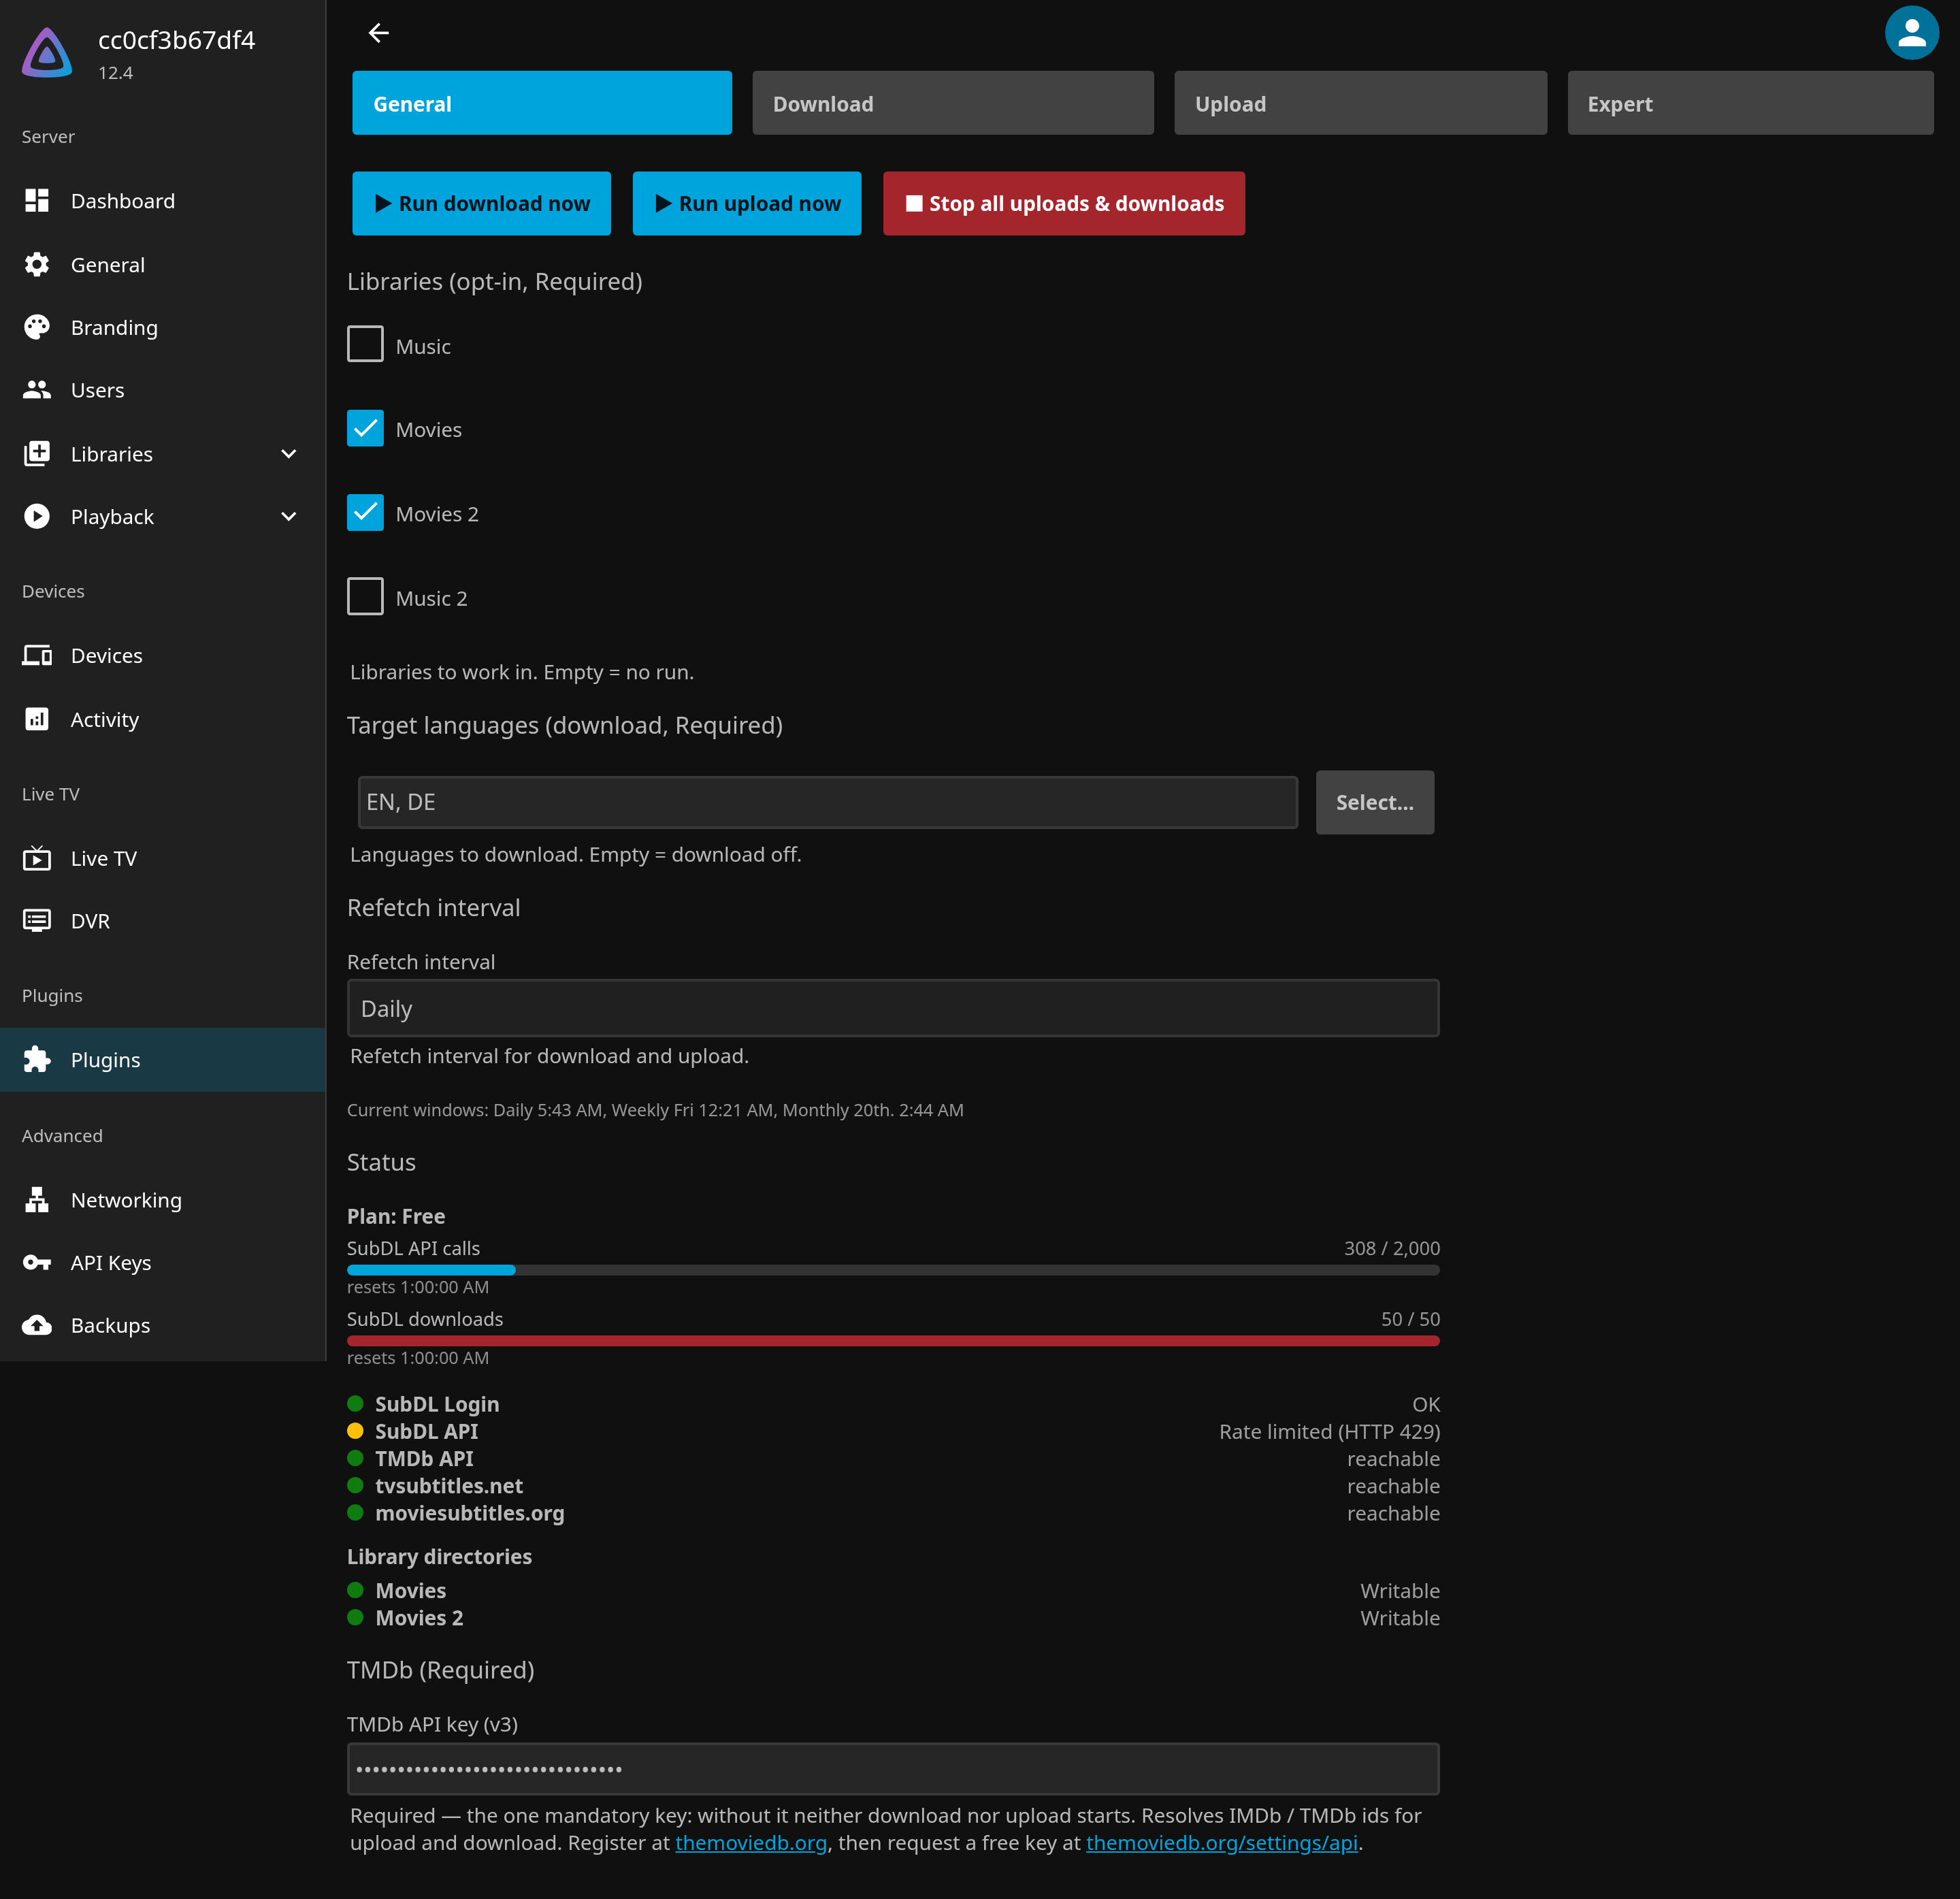 cc0cf3b67df4
12.4
Server
Dashboard
General
Branding
Users
Libraries
Playback
Devices
Devices
Activity
Live TV
Live TV
DVR
Plugins
Plugins
Advanced
Networking
API Keys
Backups
General
Download
Upload
Expert
Run download now
Run upload now
Stop all uploads & downloads
Libraries (opt-in, Required)
Music
Movies
Movies 2
Music 2
Libraries to work in. Empty = no run.
Target languages (download, Required)
EN, DE
Select...
Languages to download. Empty = download off.
Refetch interval
Refetch interval
Daily
Refetch interval for download and upload.
Current windows: Daily 5:43 AM, Weekly Fri 12:21 AM, Monthly 20th. 2:44 AM
Status
Plan: Free
SubDL API calls 308 / 2,000
resets 1:00:00 AM
SubDL downloads 50 / 50
resets 1:00:00 AM
SubDL Login OK
SubDL API Rate limited (HTTP 429)
TMDb API reachable
tvsubtitles.net reachable
moviesubtitles.org reachable
Library directories
Movies Writable
Movies 2 Writable
TMDb (Required)
TMDb API key (v3)
••••••••••••••••••••••••••••••••
Required — the one mandatory key: without it neither download nor upload starts. Resolves IMDb / TMDb ids for
upload and download. Register at themoviedb.org, then request a free key at themoviedb.org/settings/api.